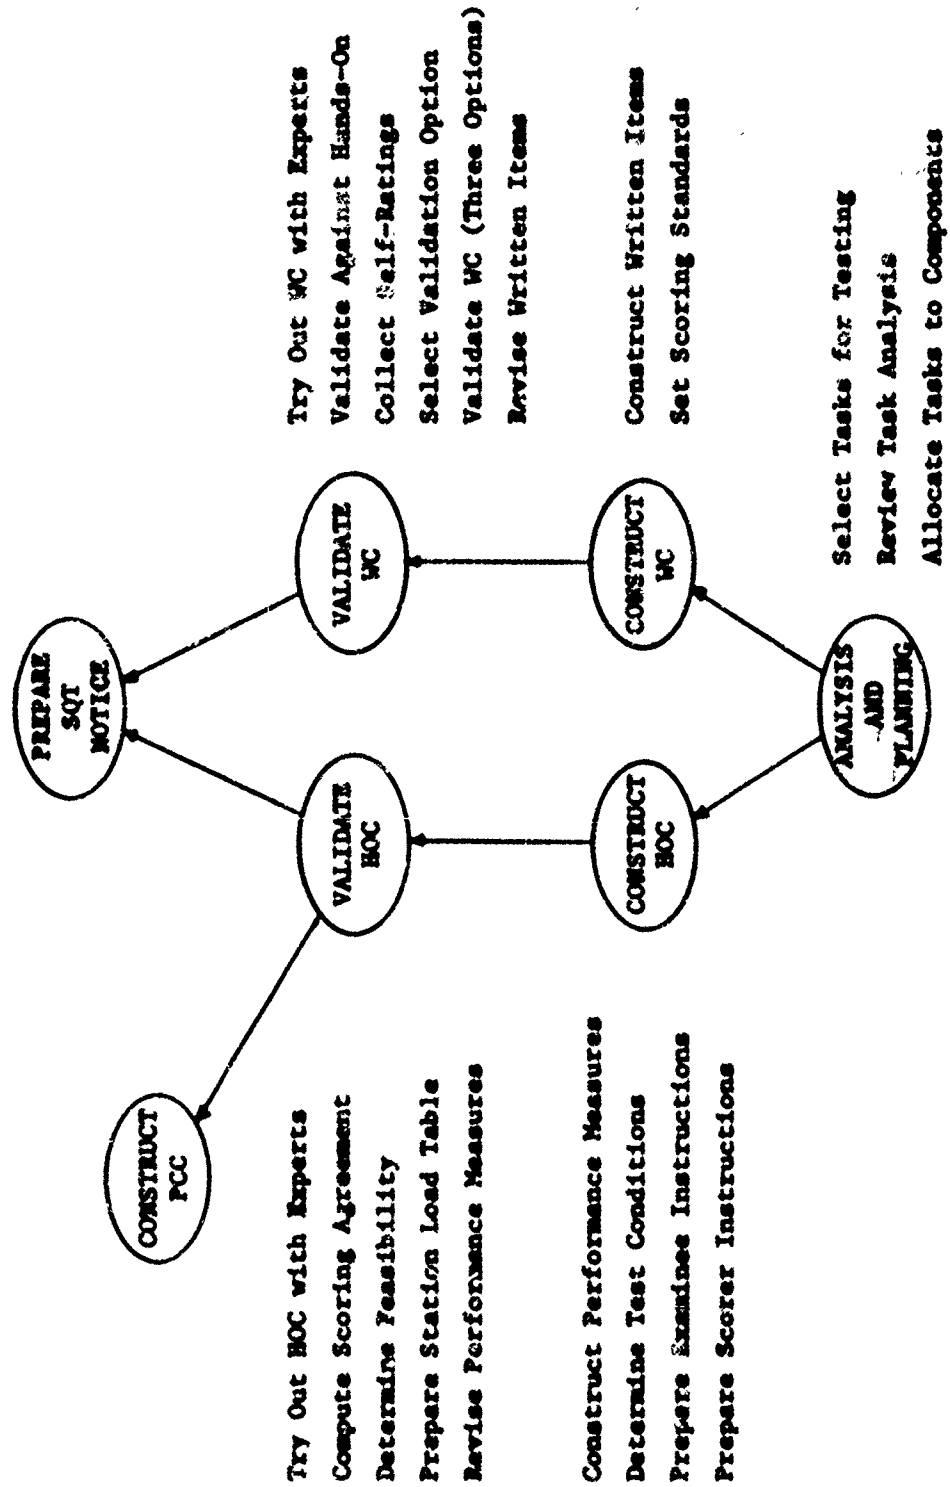 PREPARE
SQT
NOTICE
CONSTRUCT
PCC
Try Out HOC with Experts
Compute Scoring Agreement
Determine Feasibility
Prepare Station Load Table
Revise Performance Measures
VALIDATE
HOC
VALIDATE
WC
Try Out WC with Experts
Validate Against Hands-On
Collect Self-Ratings
Select Validation Option
Validate WC (Three Options)
Revise Written Items
Construct Performance Measures
Determine Test Conditions
Prepare Examinee Instructions
Prepare Scorer Instructions
CONSTRUCT
HOC
CONSTRUCT
WC
Construct Written Items
Set Scoring Standards
ANALYSIS
AND
PLANNING
Select Tasks for Testing
Review Task Analysis
Allocate Tasks to Components